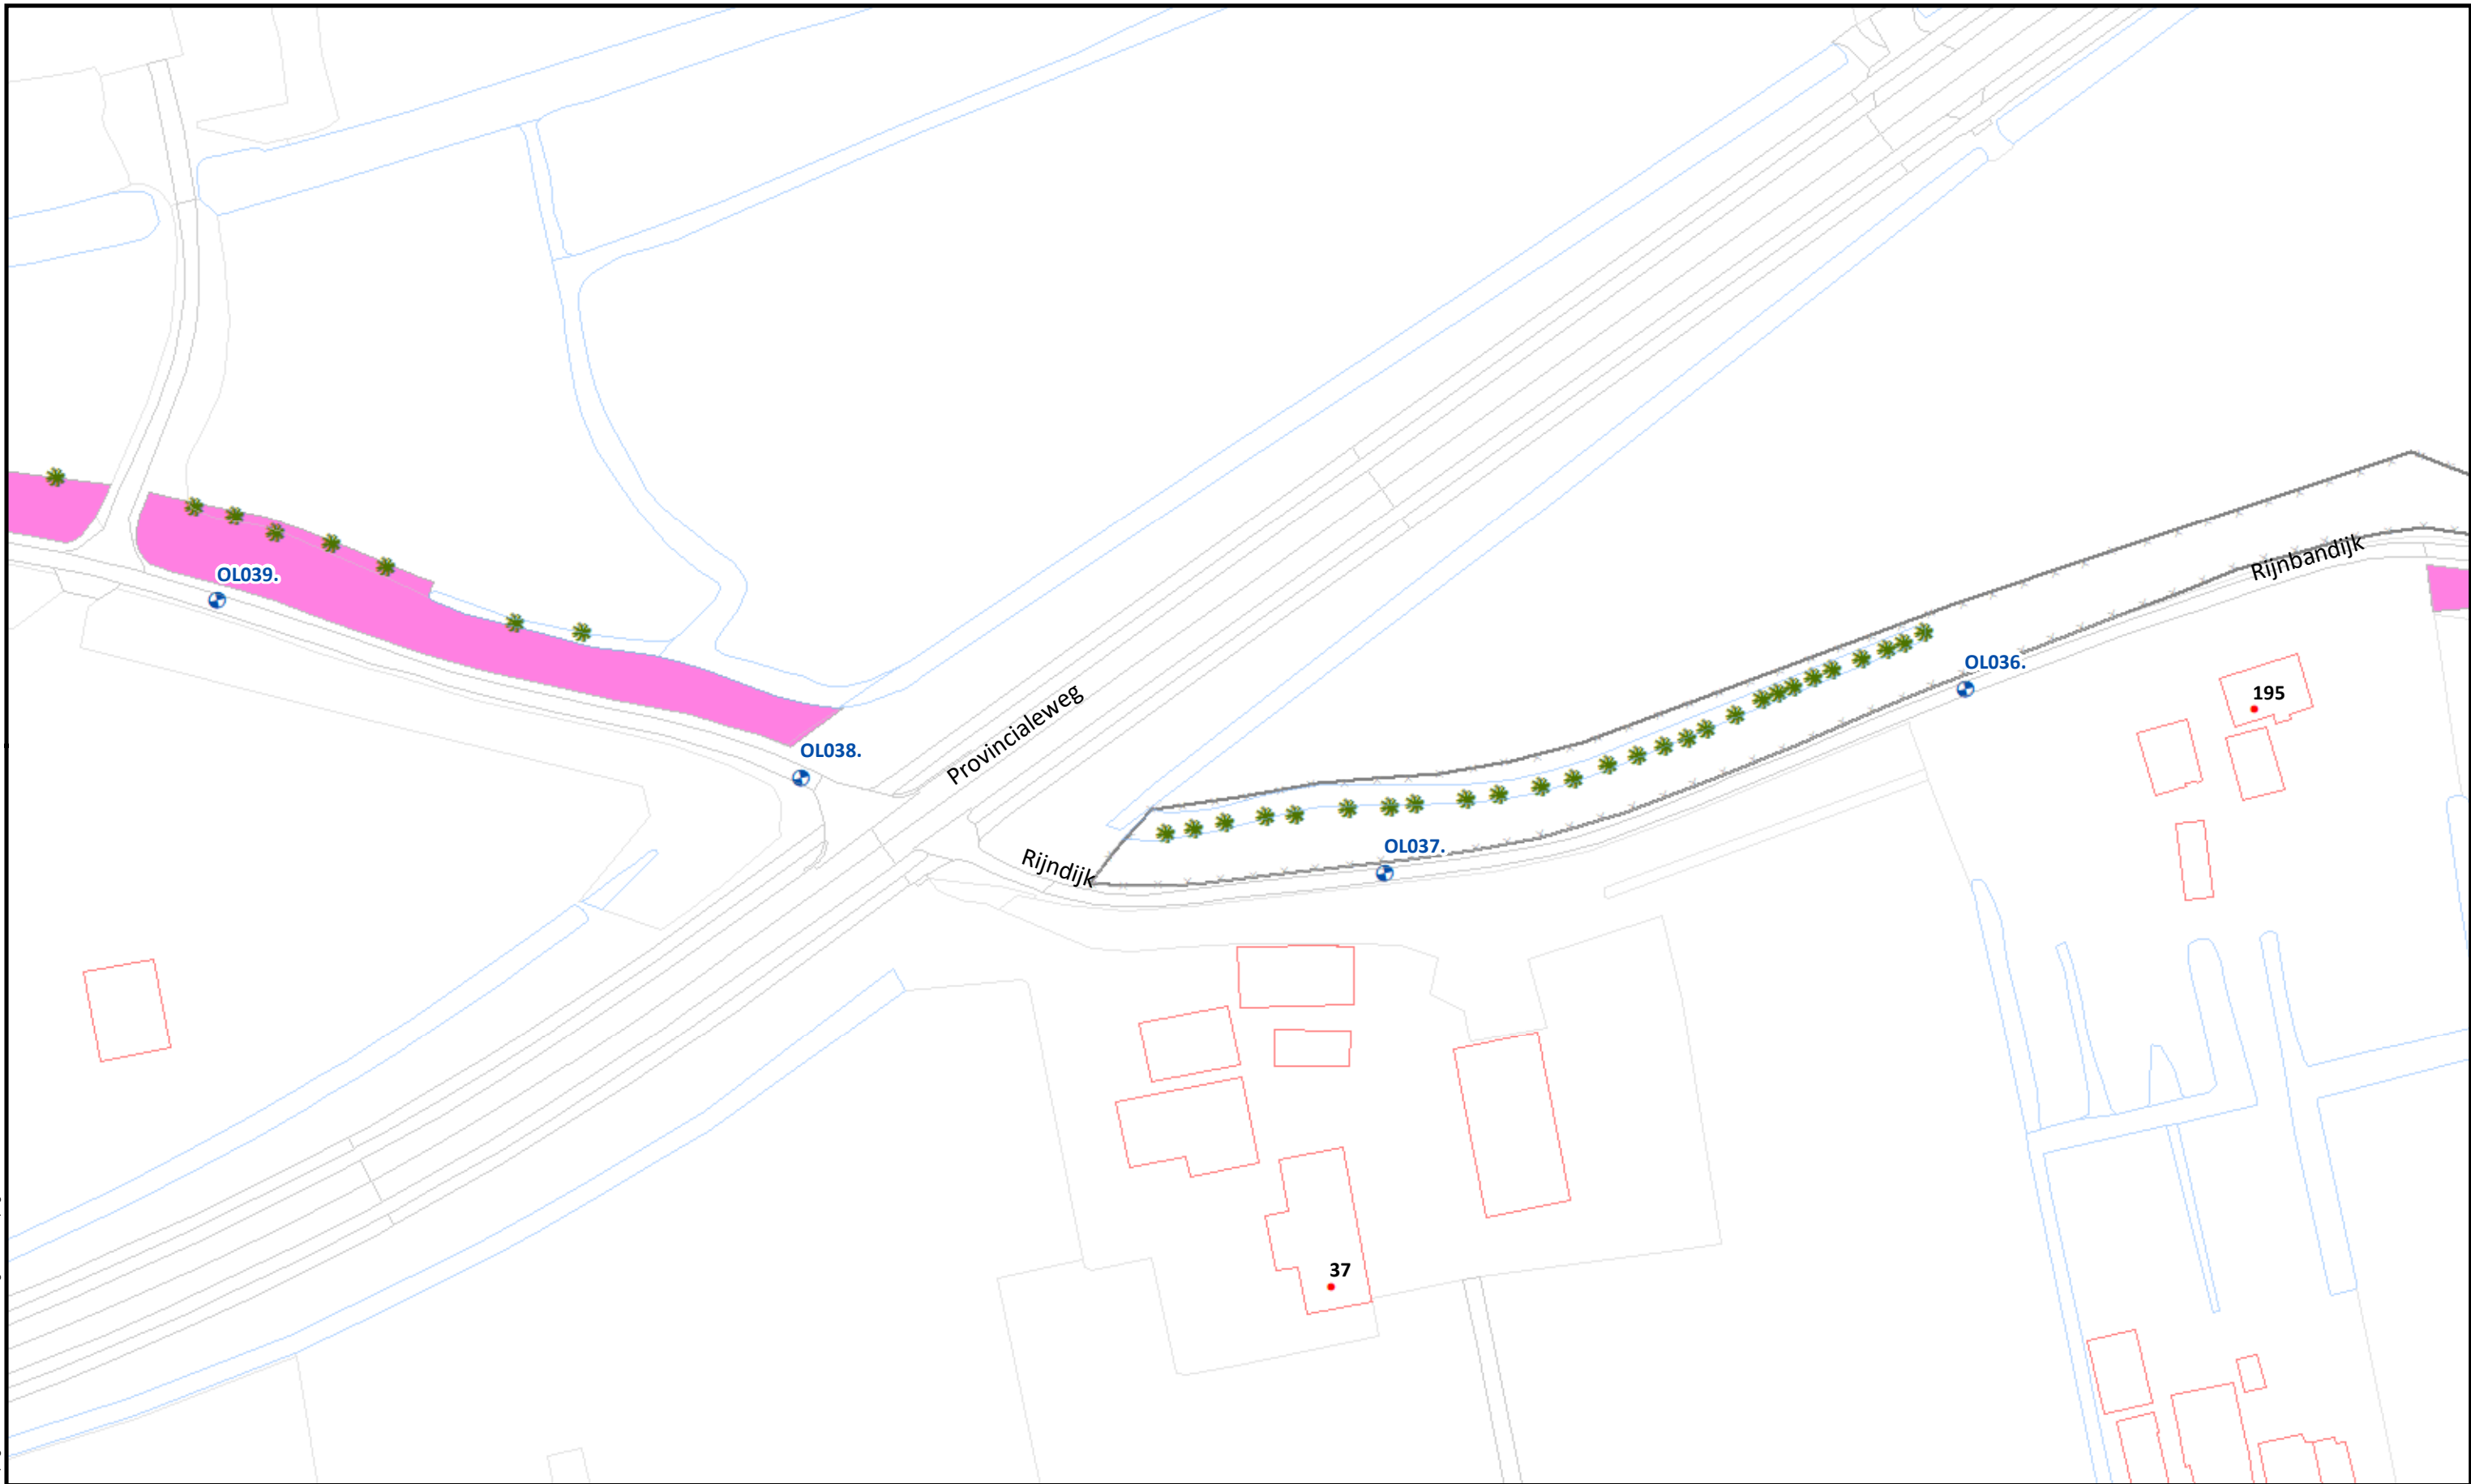 Rijnbandijk
OL039.
OL036.
195
Provincialeweg
OL038.
OL037.
Rijndijk
37